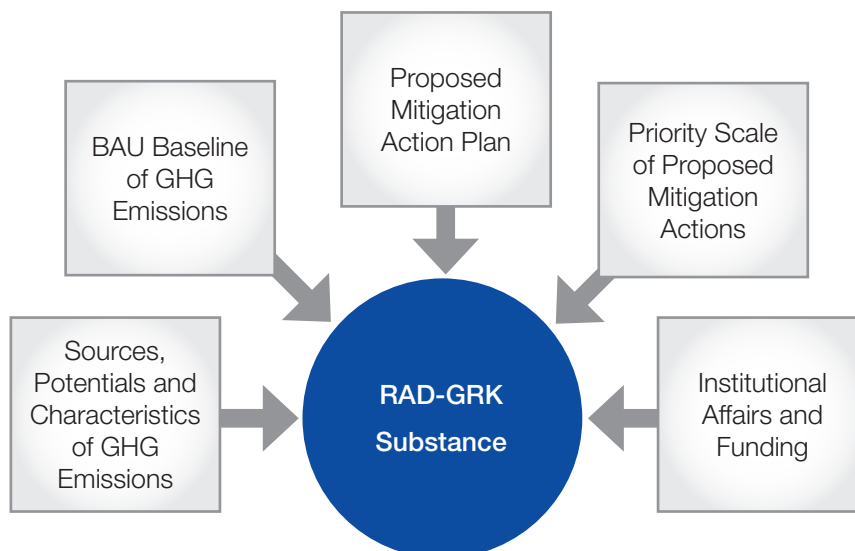 Proposed
Mitigation
Action Plan
BAU Baseline
of GHG
Emissions
Priority Scale
of Proposed
Mitigation
Actions
Sources,
Potentials and
Characteristics
of GHG
Emissions
RAD-GRK
Substance
Institutional
Affairs and
Funding